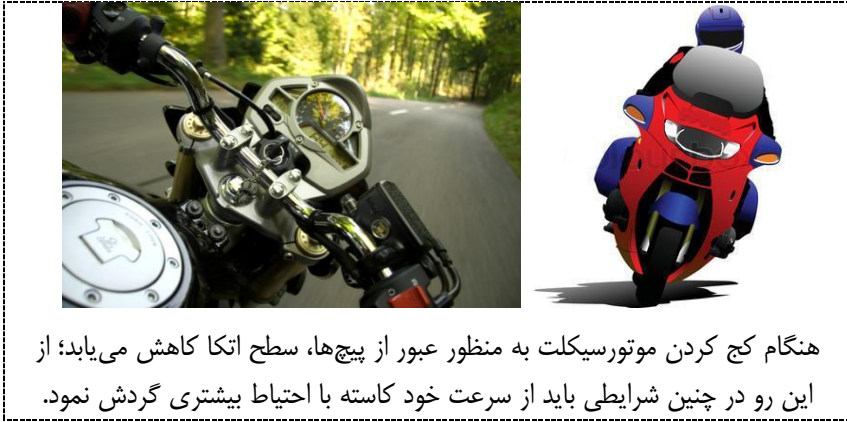 هنگام کج کردن موتورسیکلت به منظور عبور از پیچ‌ها، سطح اتکا کاهش می‌یابد؛ از
این رو در چنین شرایطی باید از سرعت خود کاسته با احتیاط بیشتری گردش نمود.